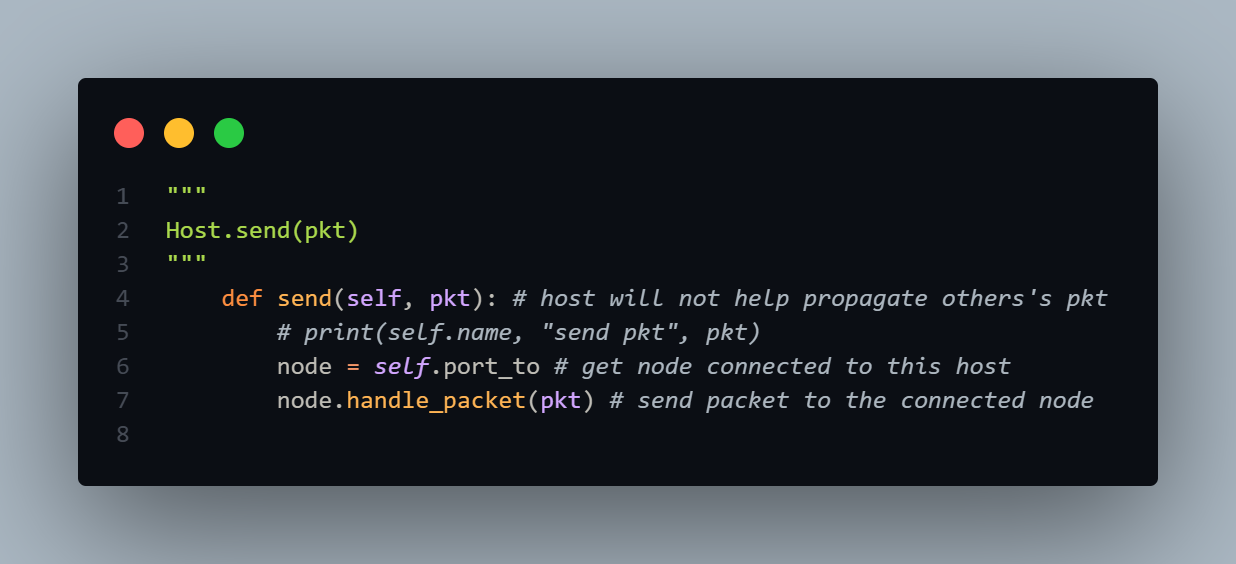 1 """
2 Host.send(pkt)
3 """
4     def send(self, pkt): # host will not help propagate others's pkt
5         # print(self.name, "send pkt", pkt)
6         node = self.port_to # get node connected to this host
7         node.handle_packet(pkt) # send packet to the connected node
8